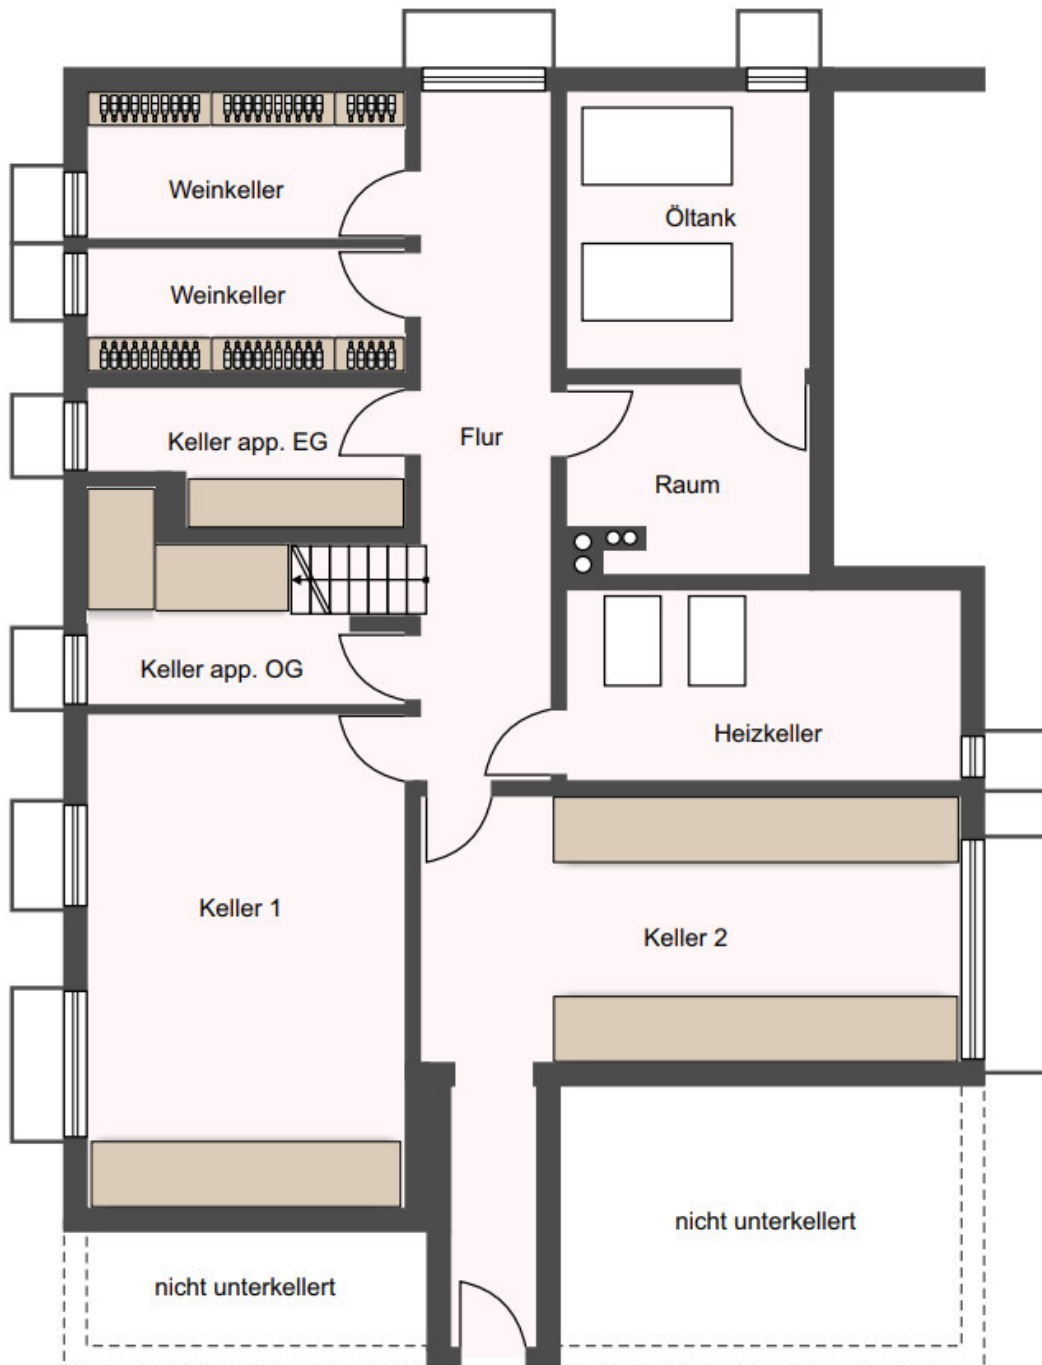 Weinkeller
Öltank
Weinkeller
Keller app. EG
Flur
Raum
Keller app. OG
Heizkeller
Keller 1
Keller 2
nicht unterkellert
nicht unterkellert